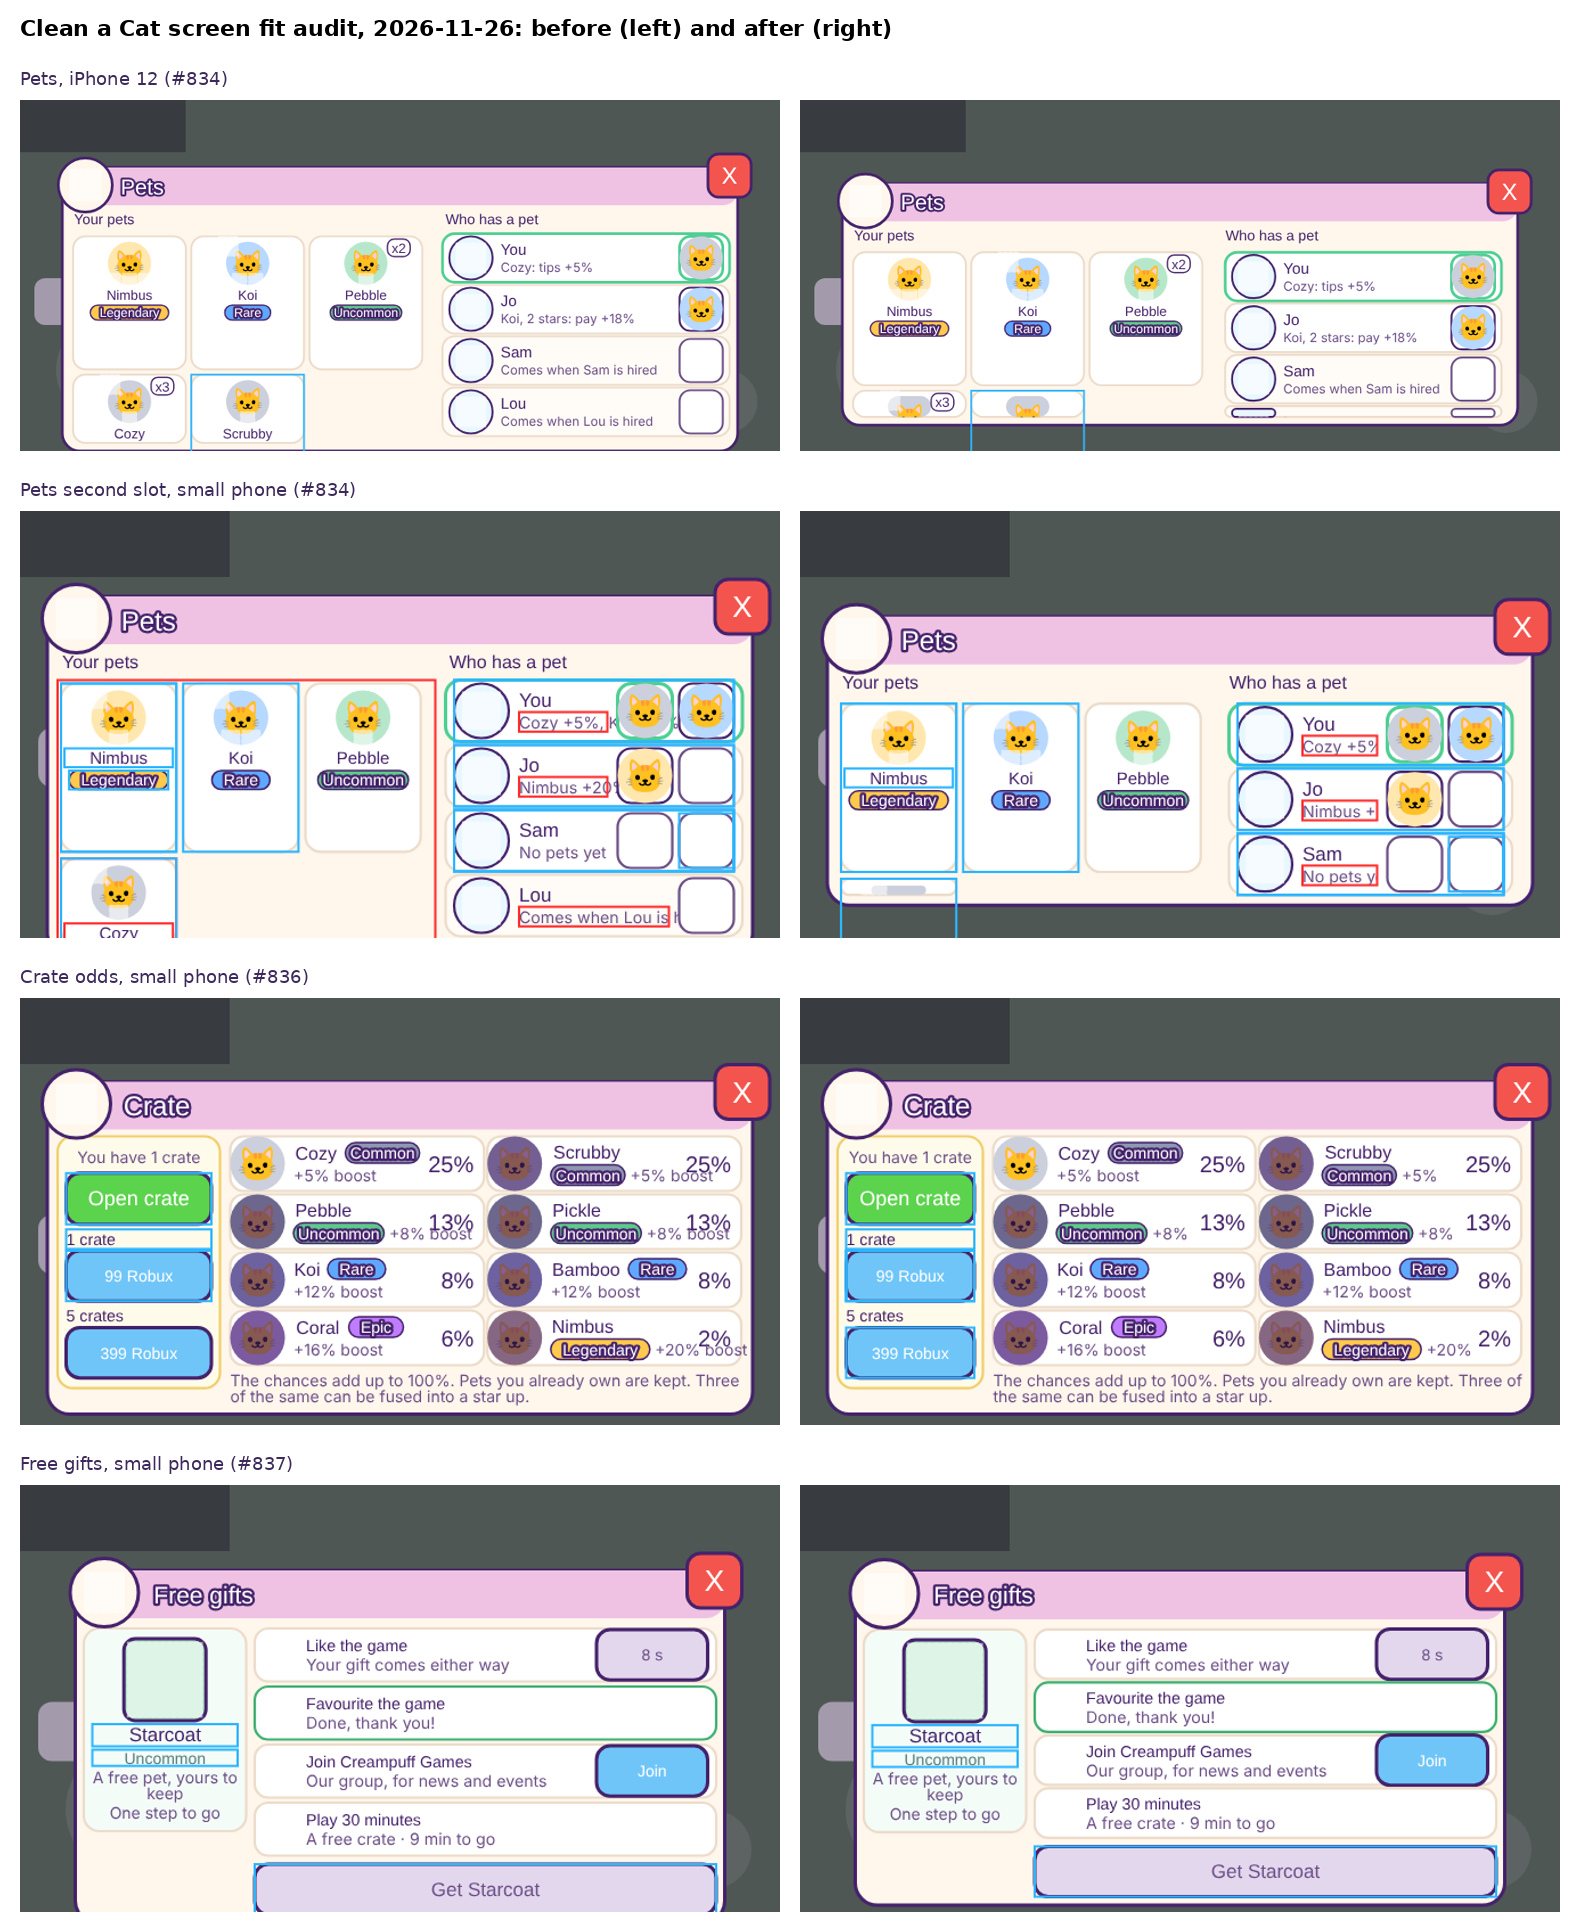 Clean a Cat screen fit audit, 2026-11-26: before (left) and after (right)
Pets, iPhone 12 (#834)
Pets
X
Your pets
Who has a pet
Nimbus
Legendary
Koi
Rare
x2
Pebble
Uncommon
x3
Cozy
Scrubby
You
Cozy: tips +5%
Jo
Koi, 2 stars: pay +18%
Sam
Comes when Sam is hired
Lou
Comes when Lou is hired
Pets
X
Your pets
Who has a pet
Nimbus
Legendary
Koi
Rare
x2
Pebble
Uncommon
x3
You
Cozy: tips +5%
Jo
Koi, 2 stars: pay +18%
Sam
Comes when Sam is hired
Pets second slot, small phone (#834)
Pets
X
Your pets
Who has a pet
Nimbus
Legendary
Koi
Rare
Pebble
Uncommon
Cozy
You
Cozy +5%,
Jo
Nimbus +20%
Sam
No pets yet
Lou
Comes when Lou is
Pets
X
Your pets
Who has a pet
Nimbus
Legendary
Koi
Rare
Pebble
Uncommon
You
Cozy +5%
Jo
Nimbus +
Sam
No pets y
Crate odds, small phone (#836)
Crate
X
You have 1 crate
Open crate
1 crate
99 Robux
5 crates
399 Robux
Cozy Common
+5% boost
25%
Scrubby
Common +5% boost
25%
Pebble
Uncommon +8% boost
13%
Pickle
Uncommon +8% boost
13%
Koi Rare
+12% boost
8%
Bamboo Rare
+12% boost
8%
Coral Epic
+16% boost
6%
Nimbus
Legendary +20% boost
2%
The chances add up to 100%. Pets you already own are kept. Three
of the same can be fused into a star up.
Crate
X
You have 1 crate
Open crate
1 crate
99 Robux
5 crates
399 Robux
Cozy Common
+5% boost
25%
Scrubby
Common +5%
25%
Pebble
Uncommon +8%
13%
Pickle
Uncommon +8%
13%
Koi Rare
+12% boost
8%
Bamboo Rare
+12% boost
8%
Coral Epic
+16% boost
6%
Nimbus
Legendary +20%
2%
The chances add up to 100%. Pets you already own are kept. Three of
the same can be fused into a star up.
Free gifts, small phone (#837)
Free gifts
X
Starcoat
Uncommon
A free pet, yours to
keep
One step to go
Like the game
Your gift comes either way
8 s
Favourite the game
Done, thank you!
Join Creampuff Games
Our group, for news and events
Join
Play 30 minutes
A free crate · 9 min to go
Get Starcoat
Free gifts
X
Starcoat
Uncommon
A free pet, yours to
keep
One step to go
Like the game
Your gift comes either way
8 s
Favourite the game
Done, thank you!
Join Creampuff Games
Our group, for news and events
Join
Play 30 minutes
A free crate · 9 min to go
Get Starcoat